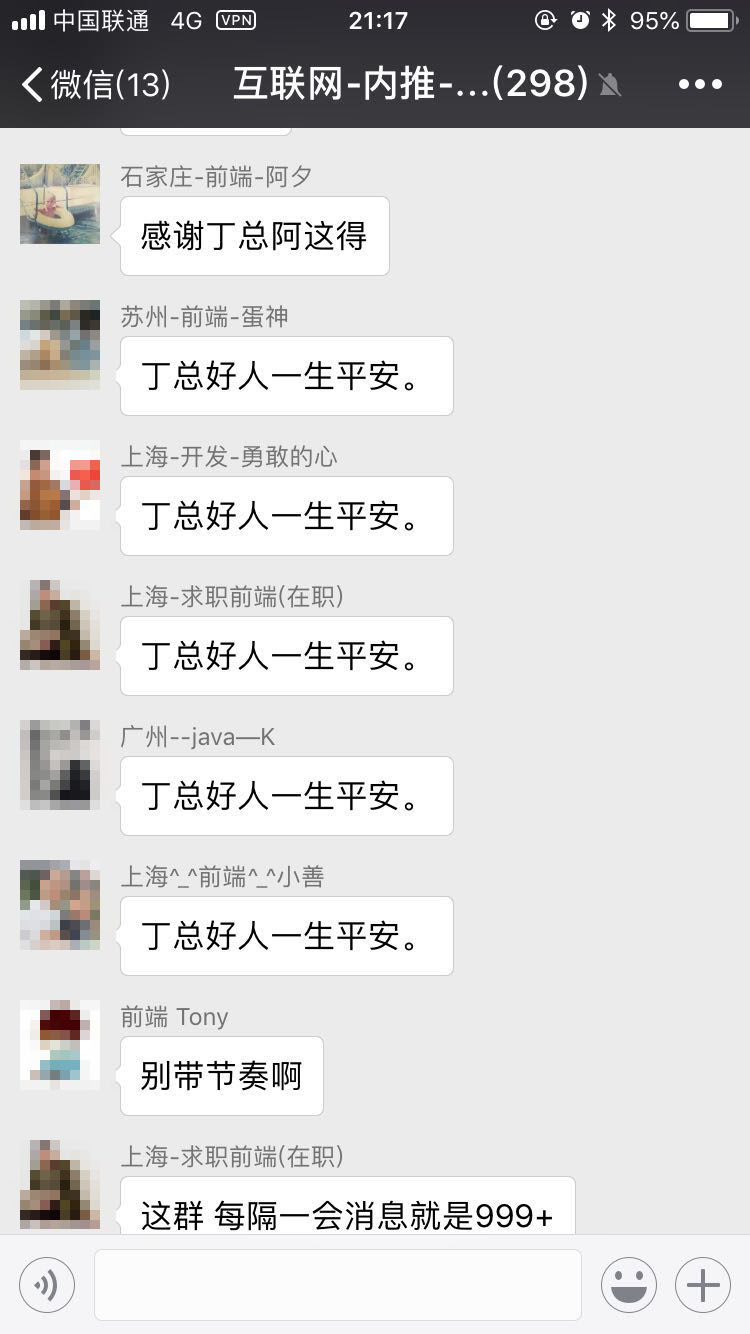 中国联通 4G VPN 21:17 95%
微信(13) 互联网-内推-...(298)
石家庄-前端-阿夕
感谢丁总阿这得
苏州-前端-蛋神
丁总好人一生平安。
上海-开发-勇敢的心
丁总好人一生平安。
上海-求职前端(在职)
丁总好人一生平安。
广州--java—K
丁总好人一生平安。
上海^_^前端^_^小善
丁总好人一生平安。
前端 Tony
别带节奏啊
上海-求职前端(在职)
这群 每隔一会消息就是999+